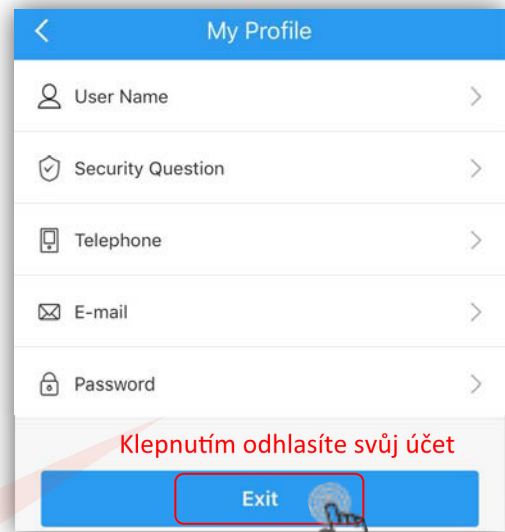 My Profile
User Name
Security Question
Telephone
E-mail
Password
Klepnutím odhlasíte svůj účet
Exit